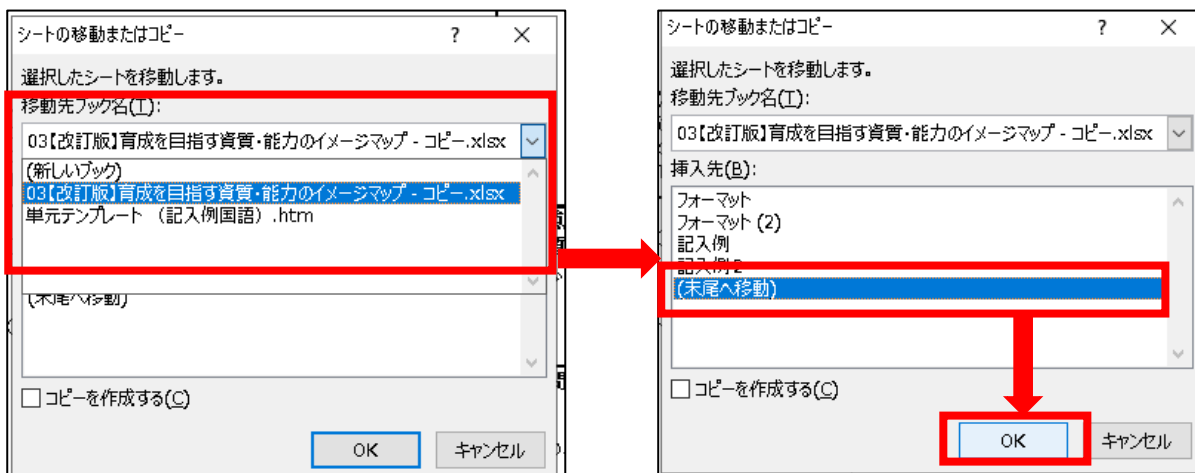 シートの移動またはコピー ? ×
選択したシートを移動します。
移動先ブック名(T):
03【改訂版】育成を目指す資質・能力のイメージマップ - コピー.xlsx
(新しいブック)
03【改訂版】育成を目指す資質・能力のイメージマップ - コピー.xlsx
単元テンプレート （記入例国語）.htm
(末尾へ移動)
コピーを作成する(C)
OK キャンセル
シートの移動またはコピー ? ×
選択したシートを移動します。
移動先ブック名(T):
03【改訂版】育成を目指す資質・能力のイメージマップ - コピー.xlsx
挿入先(B):
フォーマット
フォーマット (2)
記入例
記入例 2
(末尾へ移動)
コピーを作成する(C)
OK キャンセル